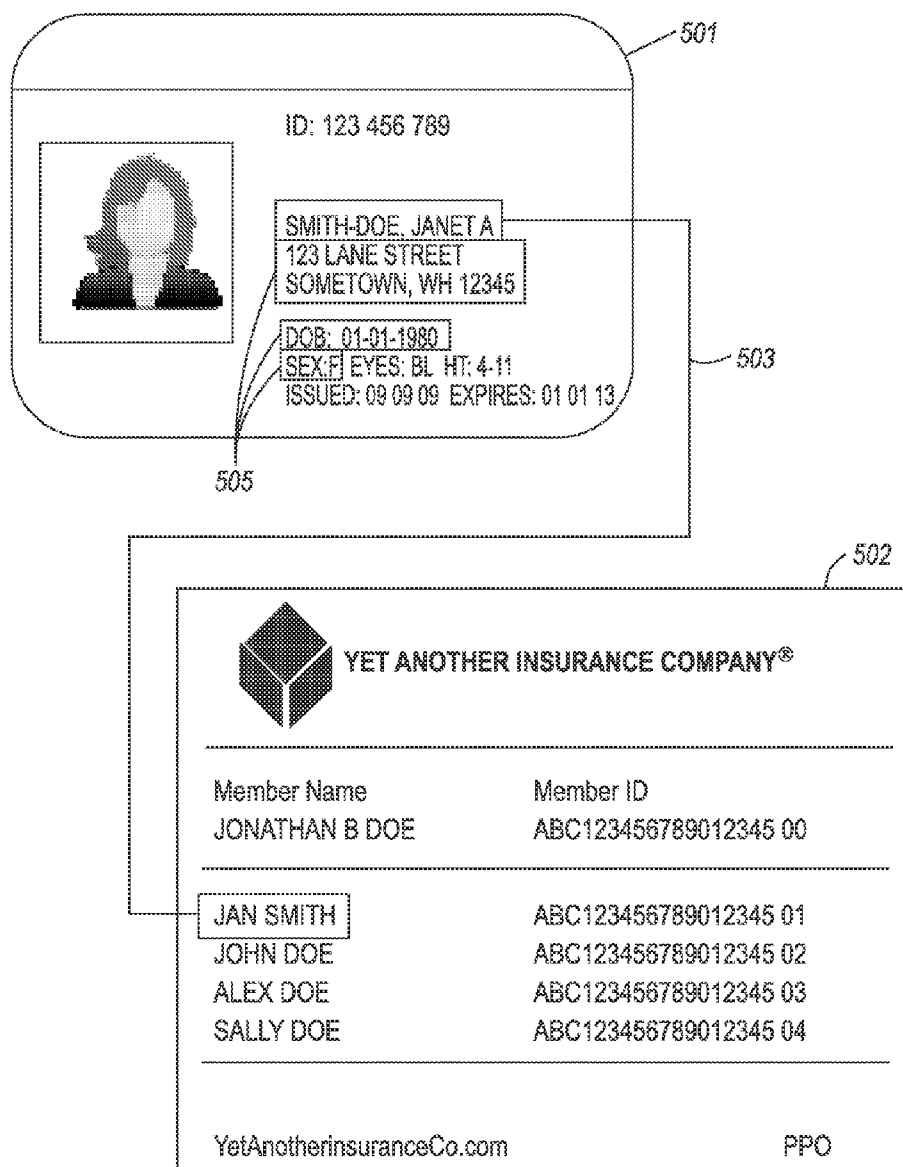 501
ID: 123 456 789
SMITH-DOE, JANET A
123 LANE STREET
SOMETOWN, WH 12345
DOB: 01-01-1980
SEX:F EYES: BL HT: 4-11
ISSUED: 09 09 09 EXPIRES: 01 01 13
503
505
502
YET ANOTHER INSURANCE COMPANY®
Member Name Member ID
JONATHAN B DOE ABC123456789012345 00
JAN SMITH ABC123456789012345 01
JOHN DOE ABC123456789012345 02
ALEX DOE ABC123456789012345 03
SALLY DOE ABC123456789012345 04
YetAnotherinsuranceCo.com PPO